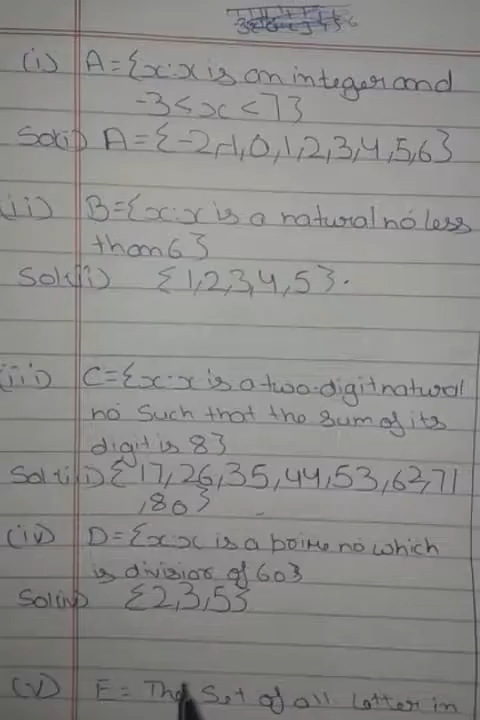 (i) A={x:x is an integer and
-3<x<7}
Sol(i) A={-2,-1,0,1,2,3,4,5,6}
(ii) B={x:x is a natural no less
than 6}
Sol(ii) {1,2,3,4,5}.
(iii) C={x:x is a two-digit natural
no such that the sum of its
digit is 8}
Sol(iii) {17,26,35,44,53,62,71
,80}
(iv) D={x:x is a prime no which
is divisior of 60}
Sol(iv) {2,3,5}
(v) E= The Set of all latter in